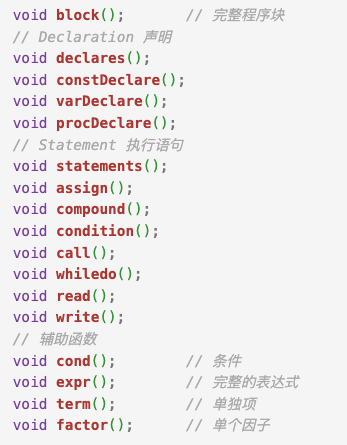 void block();       // 完整程序块
// Declaration 声明
void declares();
void constDeclare();
void varDeclare();
void procDeclare();
// Statement 执行语句
void statements();
void assign();
void compound();
void condition();
void call();
void whiledo();
void read();
void write();
// 辅助函数
void cond();        // 条件
void expr();        // 完整的表达式
void term();        // 单独项
void factor();      // 单个因子